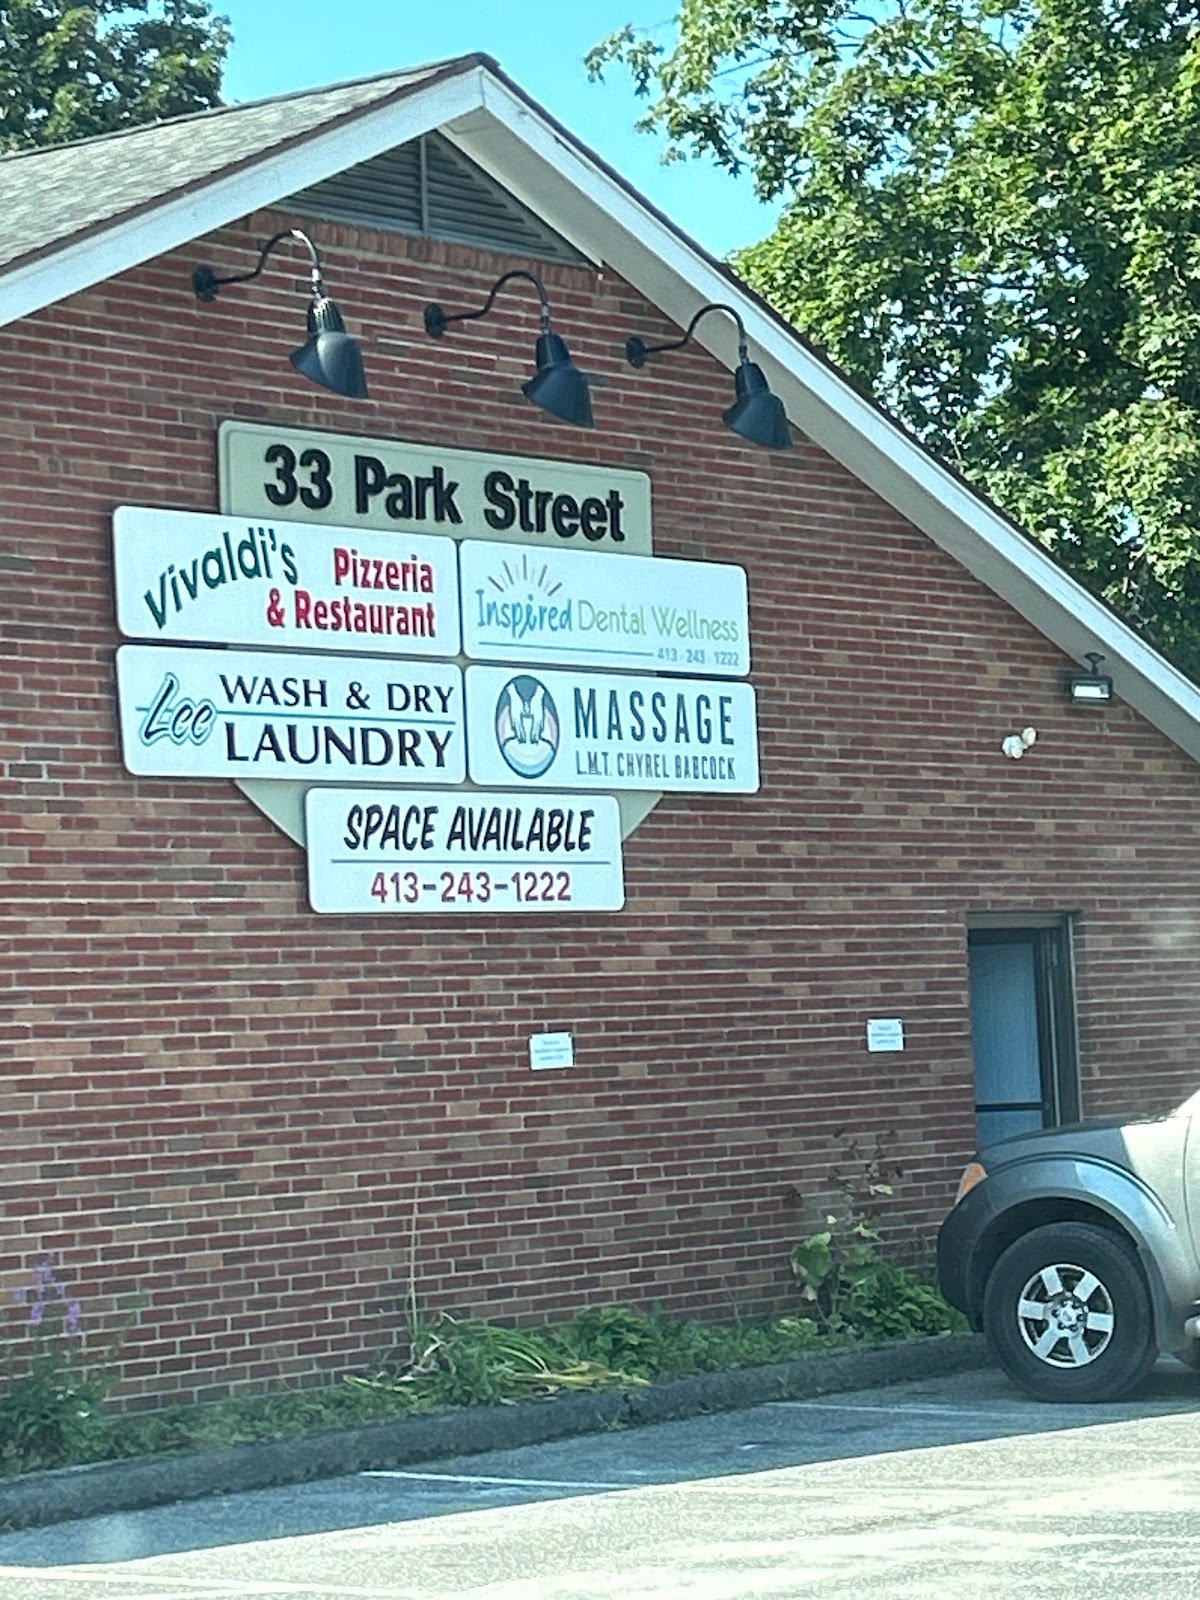 33 Park Street
Vivaldi's Pizzeria
& Restaurant
Inspired Dental Wellness
413-243-1222
Lee WASH & DRY
LAUNDRY
MASSAGE
L.M.T. CHYREL BABCOCK
SPACE AVAILABLE
413-243-1222